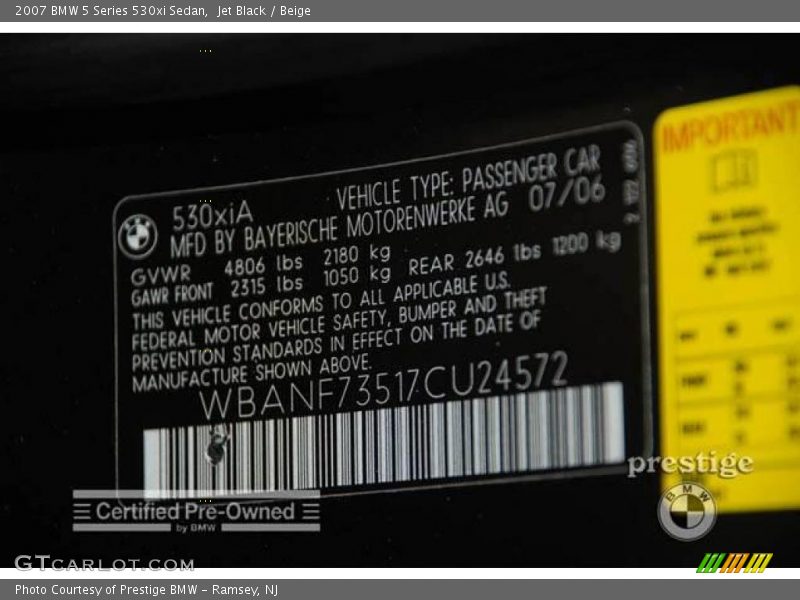 2007 BMW 5 Series 530xi Sedan, Jet Black / Beige
530xiA VEHICLE TYPE: PASSENGER CAR
MFD BY BAYERISCHE MOTORENWERKE AG 07/06
GVWR 4806 lbs 2180 kg
GAWR FRONT 2315 lbs 1050 kg REAR 2646 lbs 1200 kg
THIS VEHICLE CONFORMS TO ALL APPLICABLE U.S.
FEDERAL MOTOR VEHICLE SAFETY, BUMPER AND THEFT
PREVENTION STANDARDS IN EFFECT ON THE DATE OF
MANUFACTURE SHOWN ABOVE.
WBANF73517CU24572
IMPORTANT
prestige
BMW
Certified Pre-Owned
by BMW
GTCARLOT.COM
Photo Courtesy of Prestige BMW - Ramsey, NJ